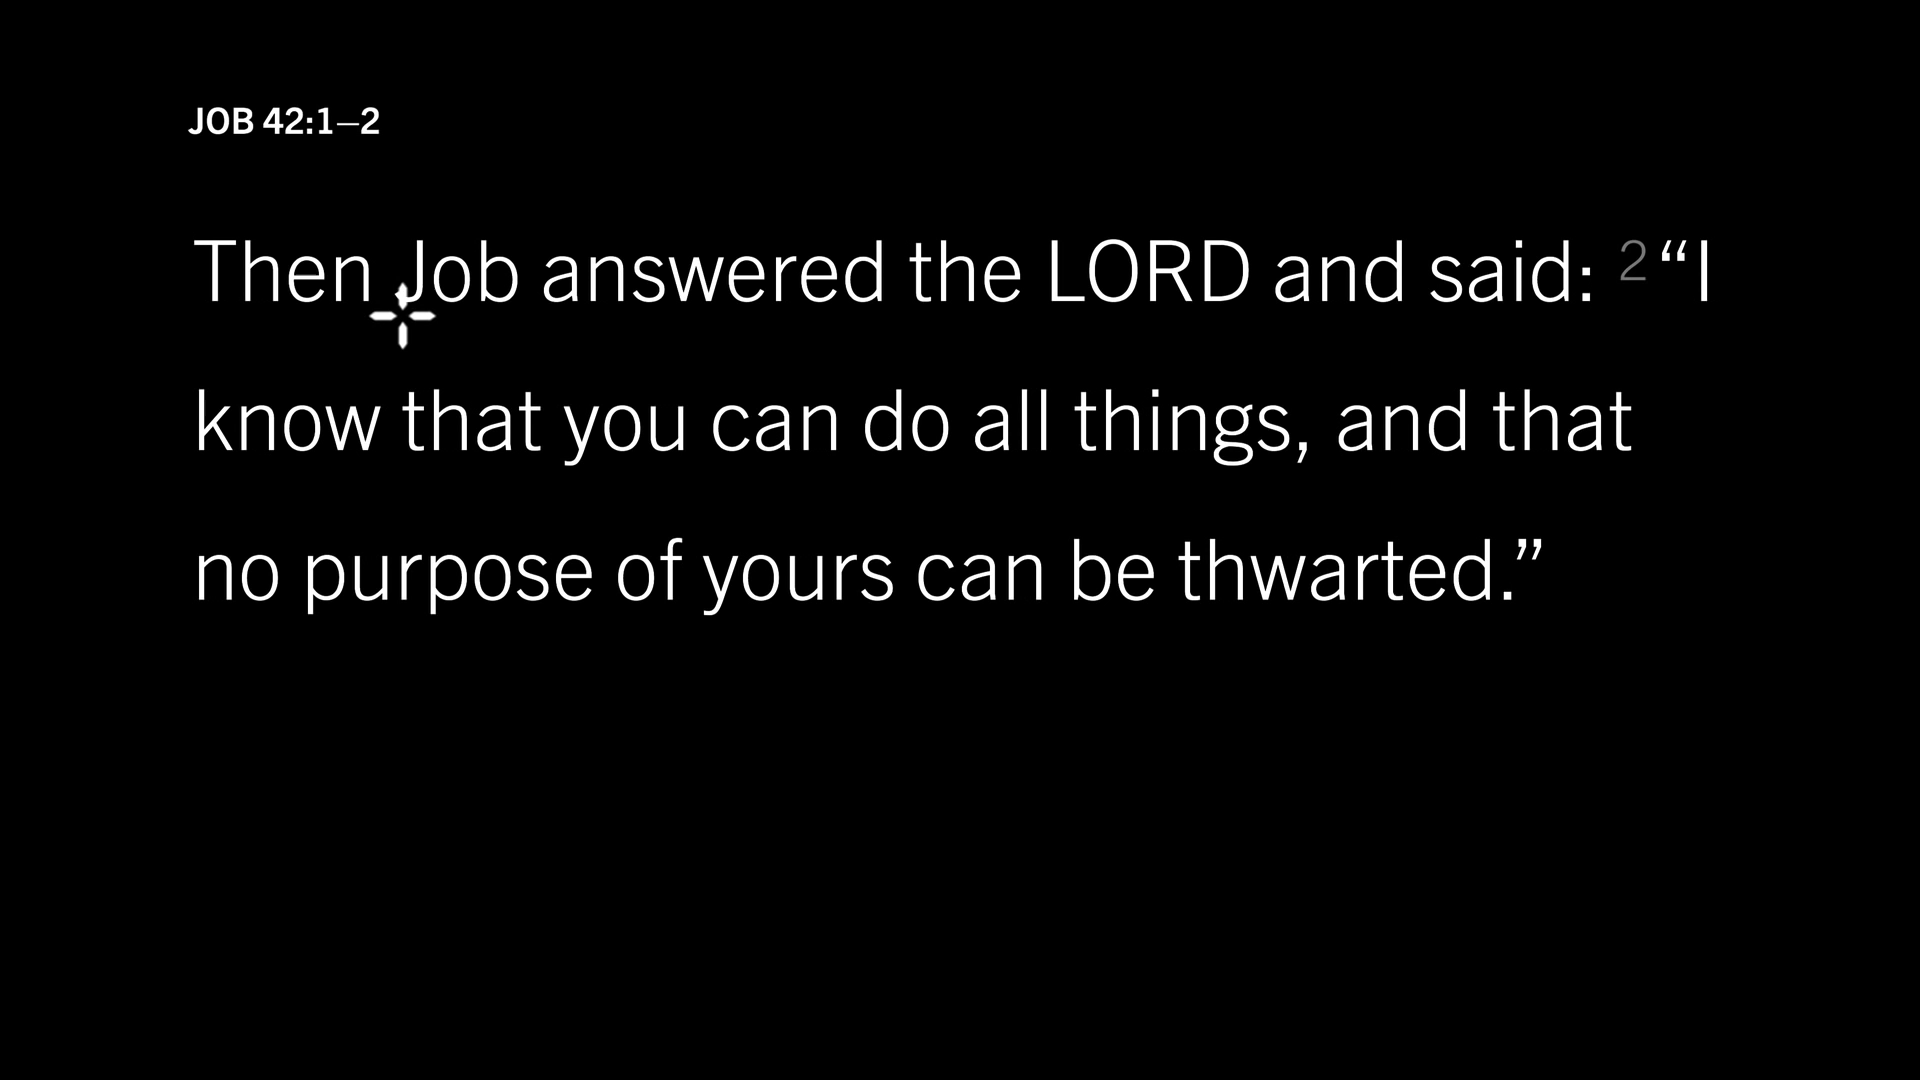 JOB 42:1–2
Then Job answered the LORD and said: 2 “I
know that you can do all things, and that
no purpose of yours can be thwarted.”